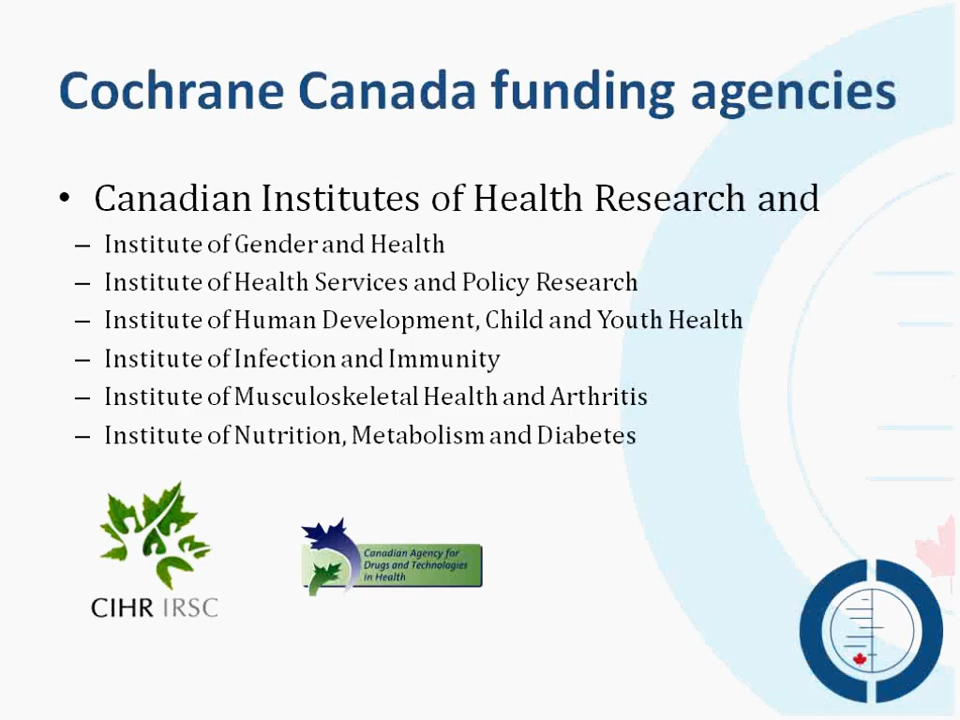 Cochrane Canada funding agencies
• Canadian Institutes of Health Research and
– Institute of Gender and Health
– Institute of Health Services and Policy Research
– Institute of Human Development, Child and Youth Health
– Institute of Infection and Immunity
– Institute of Musculoskeletal Health and Arthritis
– Institute of Nutrition, Metabolism and Diabetes
CIHR IRSC
Canadian Agency for
Drugs and Technologies
in Health